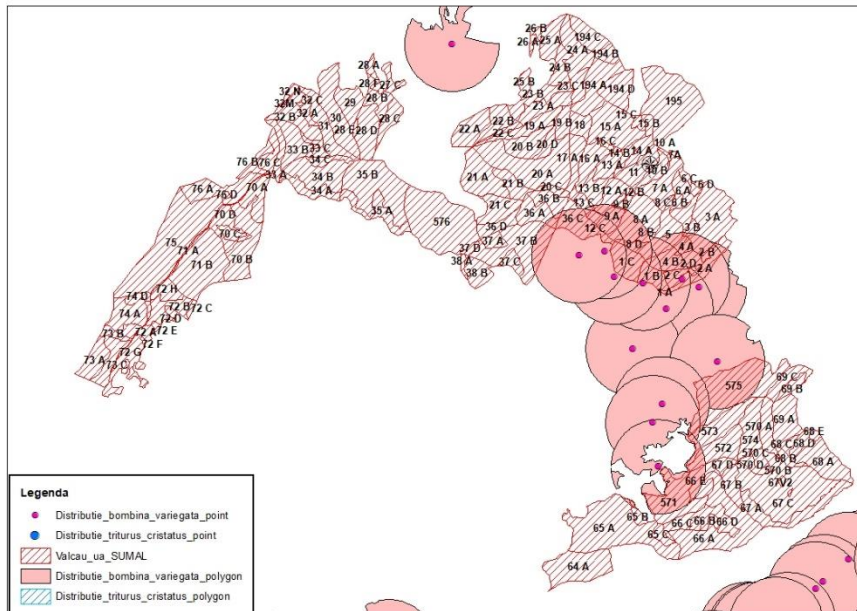 26 B
26 A 25 A 194 C
24 A 194 B
28 A
28 F 27 C
24 B
25 B
23 B 23 C 194 A 194 D
32 N
32M 32 C 29 28 B
195
32 B 32 A 30
31 28 E 28 D 28 C
23 A
22 B
22 A 22 C 19 A 19 B 18 15 A 15 C 15 B
33 B 33 C
34 C
20 B 20 D 16 C 14 B 14 A 10 A
76 B 76 C
33 A
17 A 16 A 13 A 11 7A
34 B
34 A
35 B
21 A 21 B 20 A
20 C
13 B 12 A 12 B 7 A 6 C
6 A 6 D
76 A 76 D 70 A
21 C 36 B 13 C 9 B 8 C 6 B
70 D
35 A 36 A 36 C 9 A 8 A 3 A
576 36 D 12 C 8 B 5 3 B
75 70 C
71 A
37 D 37 A 37 B 8 D 4 A 2 B
71 B 70 B
38 A 38 B 37 C 1 C 4 B 2 D 2 A
1 B 2 C
1 A
72 H
74 D
74 A 72 B 72 C
72 D
73 B 72 A 72 E
72 F
73 A 72 G
73 C
575 69 C
69 B
573 570 A 69 A
68 E
572 574 68 C 68 D
570 C
67 D 570 D 68 B 68 A
570 B
66 E 67 B 67V2
571 67 A 67 C
65 A 65 B 66 C 66 B 66 D
65 C 66 A
64 A
Legenda
Distributie_bombina_variegata_point
Distributie_triturus_cristatus_point
Valcau_ua_SUMAL
Distributie_bombina_variegata_polygon
Distributie_triturus_cristatus_polygon